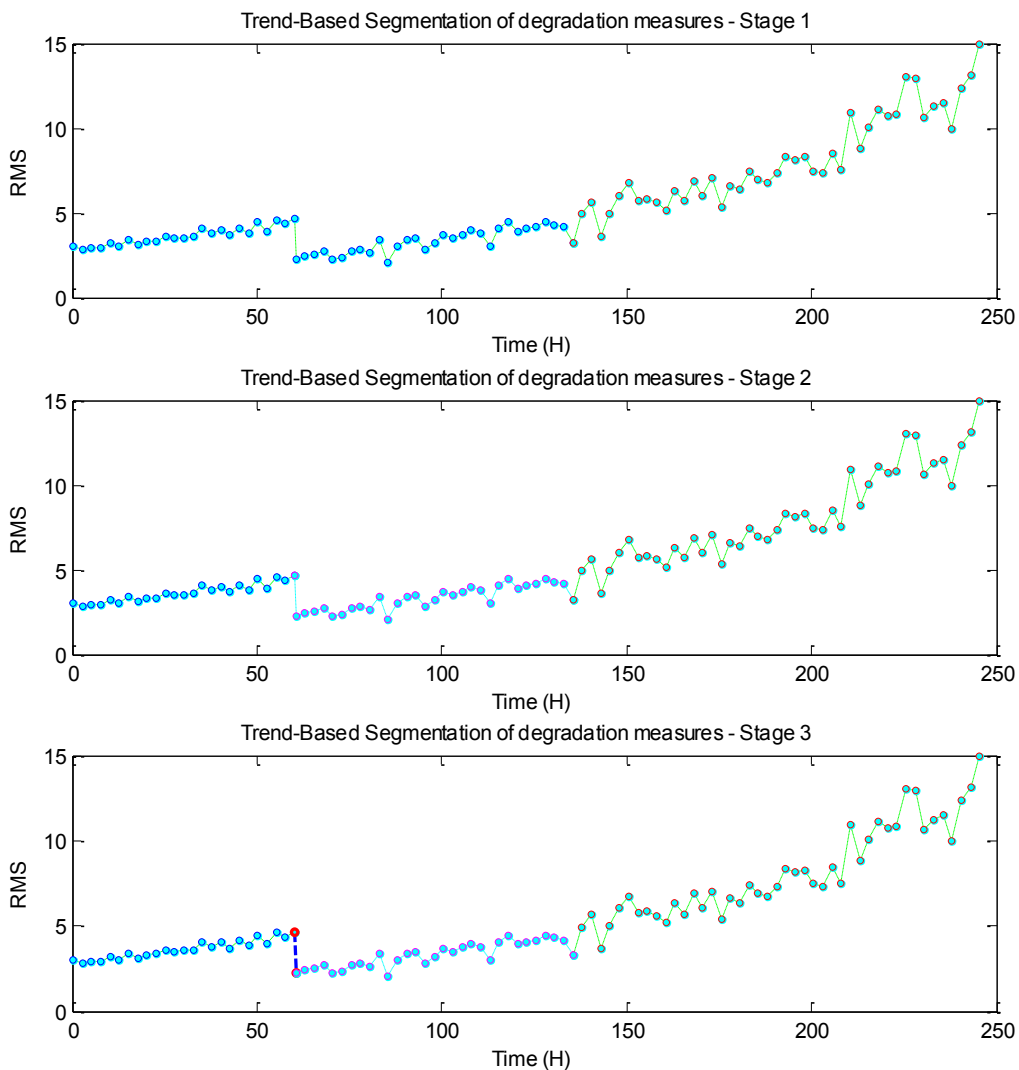 Trend-Based Segmentation of degradation measures - Stage 1
15
10
5
0
RMS
0 50 100 150 200 250
Time (H)
Trend-Based Segmentation of degradation measures - Stage 2
15
10
5
0
RMS
0 50 100 150 200 250
Time (H)
Trend-Based Segmentation of degradation measures - Stage 3
15
10
5
0
RMS
0 50 100 150 200 250
Time (H)